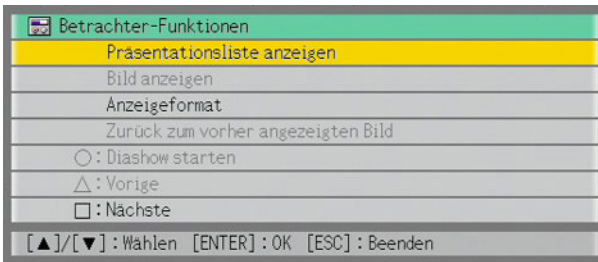 Betrachter-Funktionen
Präsentationsliste anzeigen
Bild anzeigen
Anzeigeformat
Zurück zum vorher angezeigten Bild
○:Diashow starten
△:Vorige
□:Nächste
[▲]/[▼]:Wählen [ENTER]:OK [ESC]:Beenden